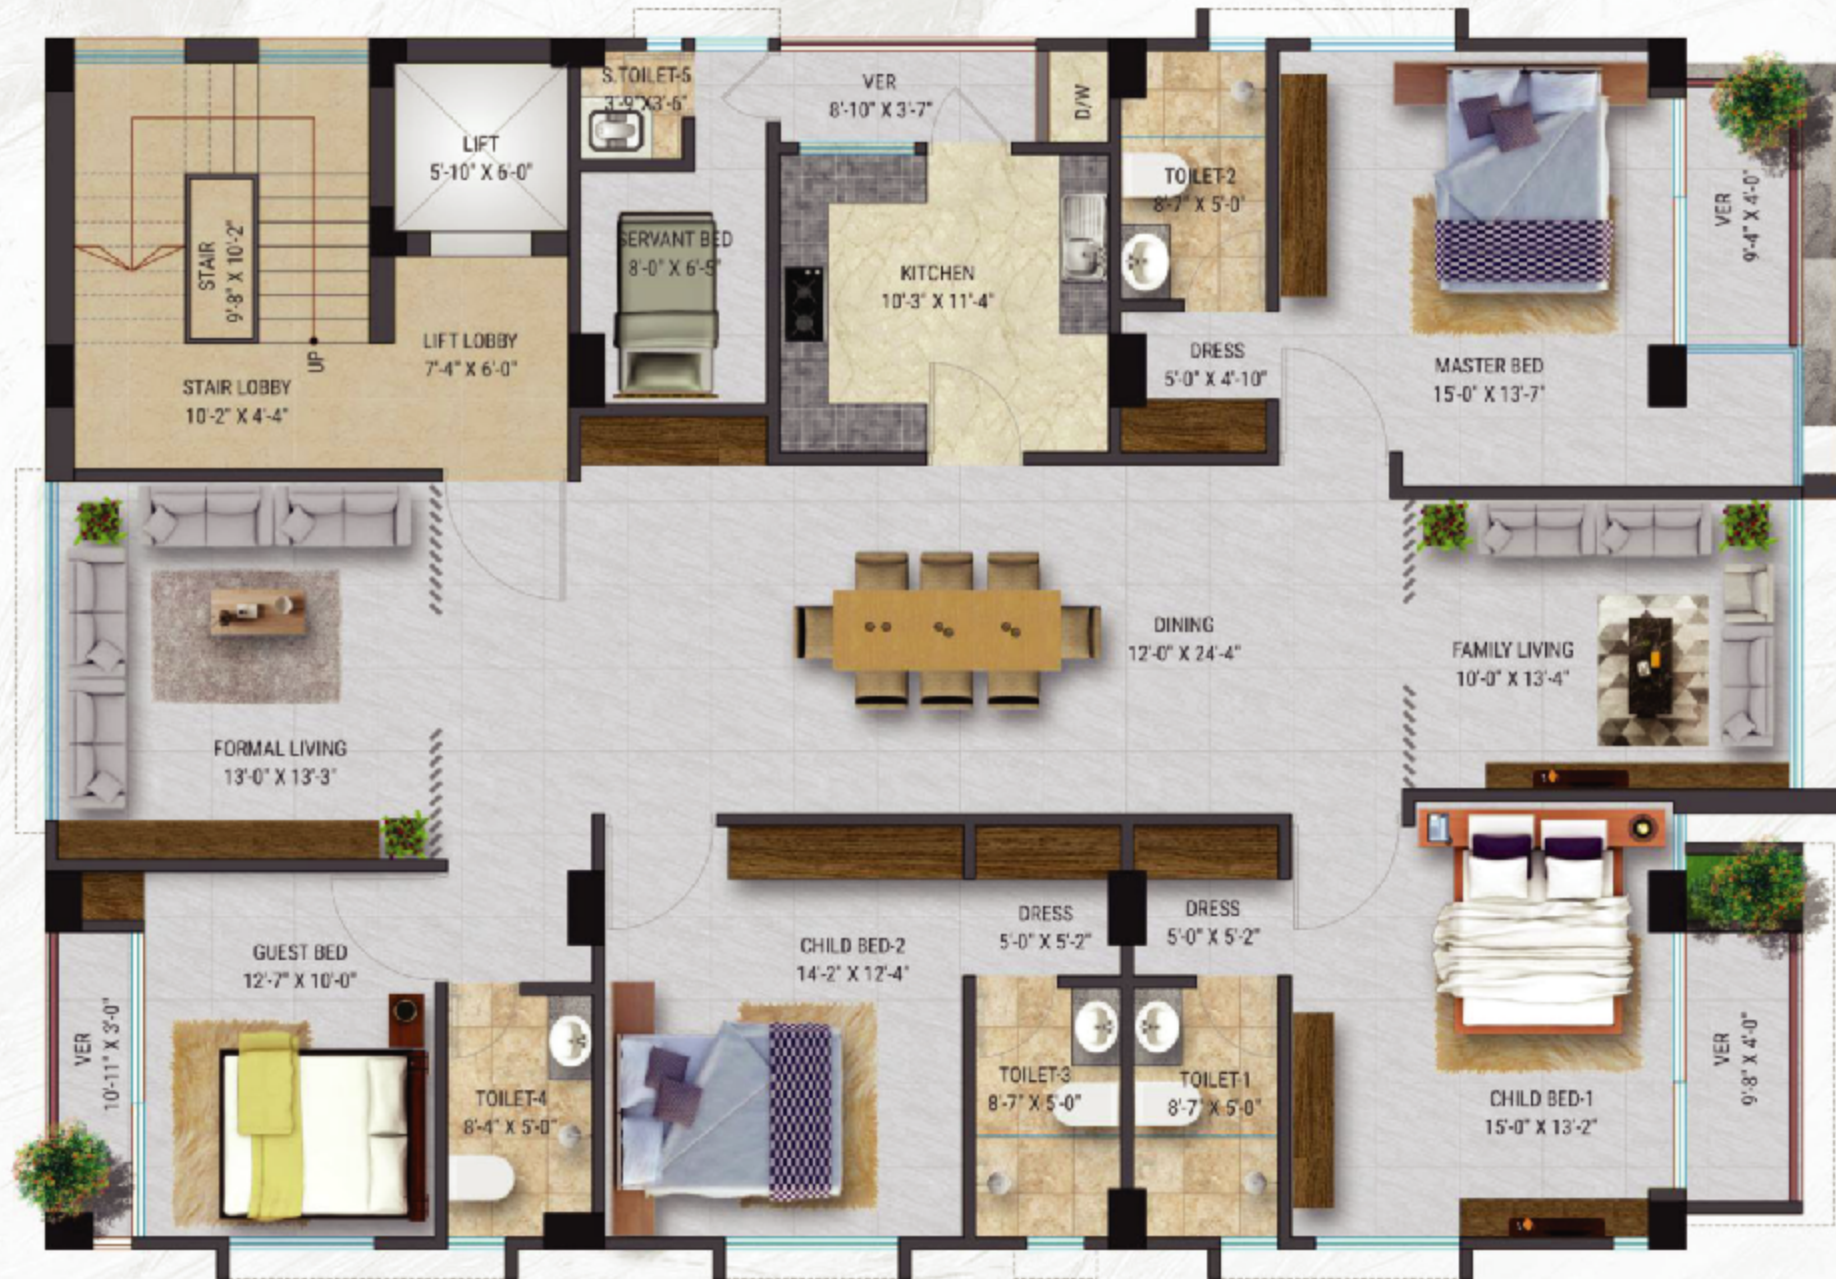 S.TOILET-5
3'-9"X3'-6"
VER
8'-10" X 3'-7"
D/W
LIFT
5'-10" X 6'-0"
TOILET-2
8'-7" X 5'-0"
VER
9'-4" X 4'-0"
STAIR
9'-8" X 10'-2"
SERVANT BED
8'-0" X 6'-5"
KITCHEN
10'-3" X 11'-4"
LIFT LOBBY
7'-4" X 6'-0"
UP
DRESS
5'-0" X 4'-10"
MASTER BED
15'-0" X 13'-7"
STAIR LOBBY
10'-2" X 4'-4"
DINING
12'-0" X 24'-4"
FAMILY LIVING
10'-0" X 13'-4"
FORMAL LIVING
13'-0" X 13'-3"
GUEST BED
12'-7" X 10'-0"
CHILD BED-2
14'-2" X 12'-4"
DRESS
5'-0" X 5'-2"
DRESS
5'-0" X 5'-2"
VER
10'-11" X 3'-0"
TOILET-4
8'-4" X 5'-0"
TOILET-3
8'-7" X 5'-0"
TOILET-1
8'-7" X 5'-0"
CHILD BED-1
15'-0" X 13'-2"
VER
9'-8" X 4'-0"